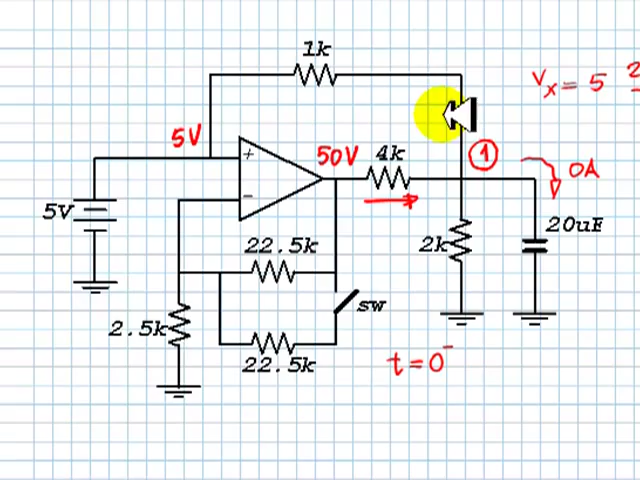 1k
Vx = 5 2
5V
+
50V
4k
1
0A
5V
-
20uF
22.5k
2k
sw
2.5k
22.5k
t = 0-